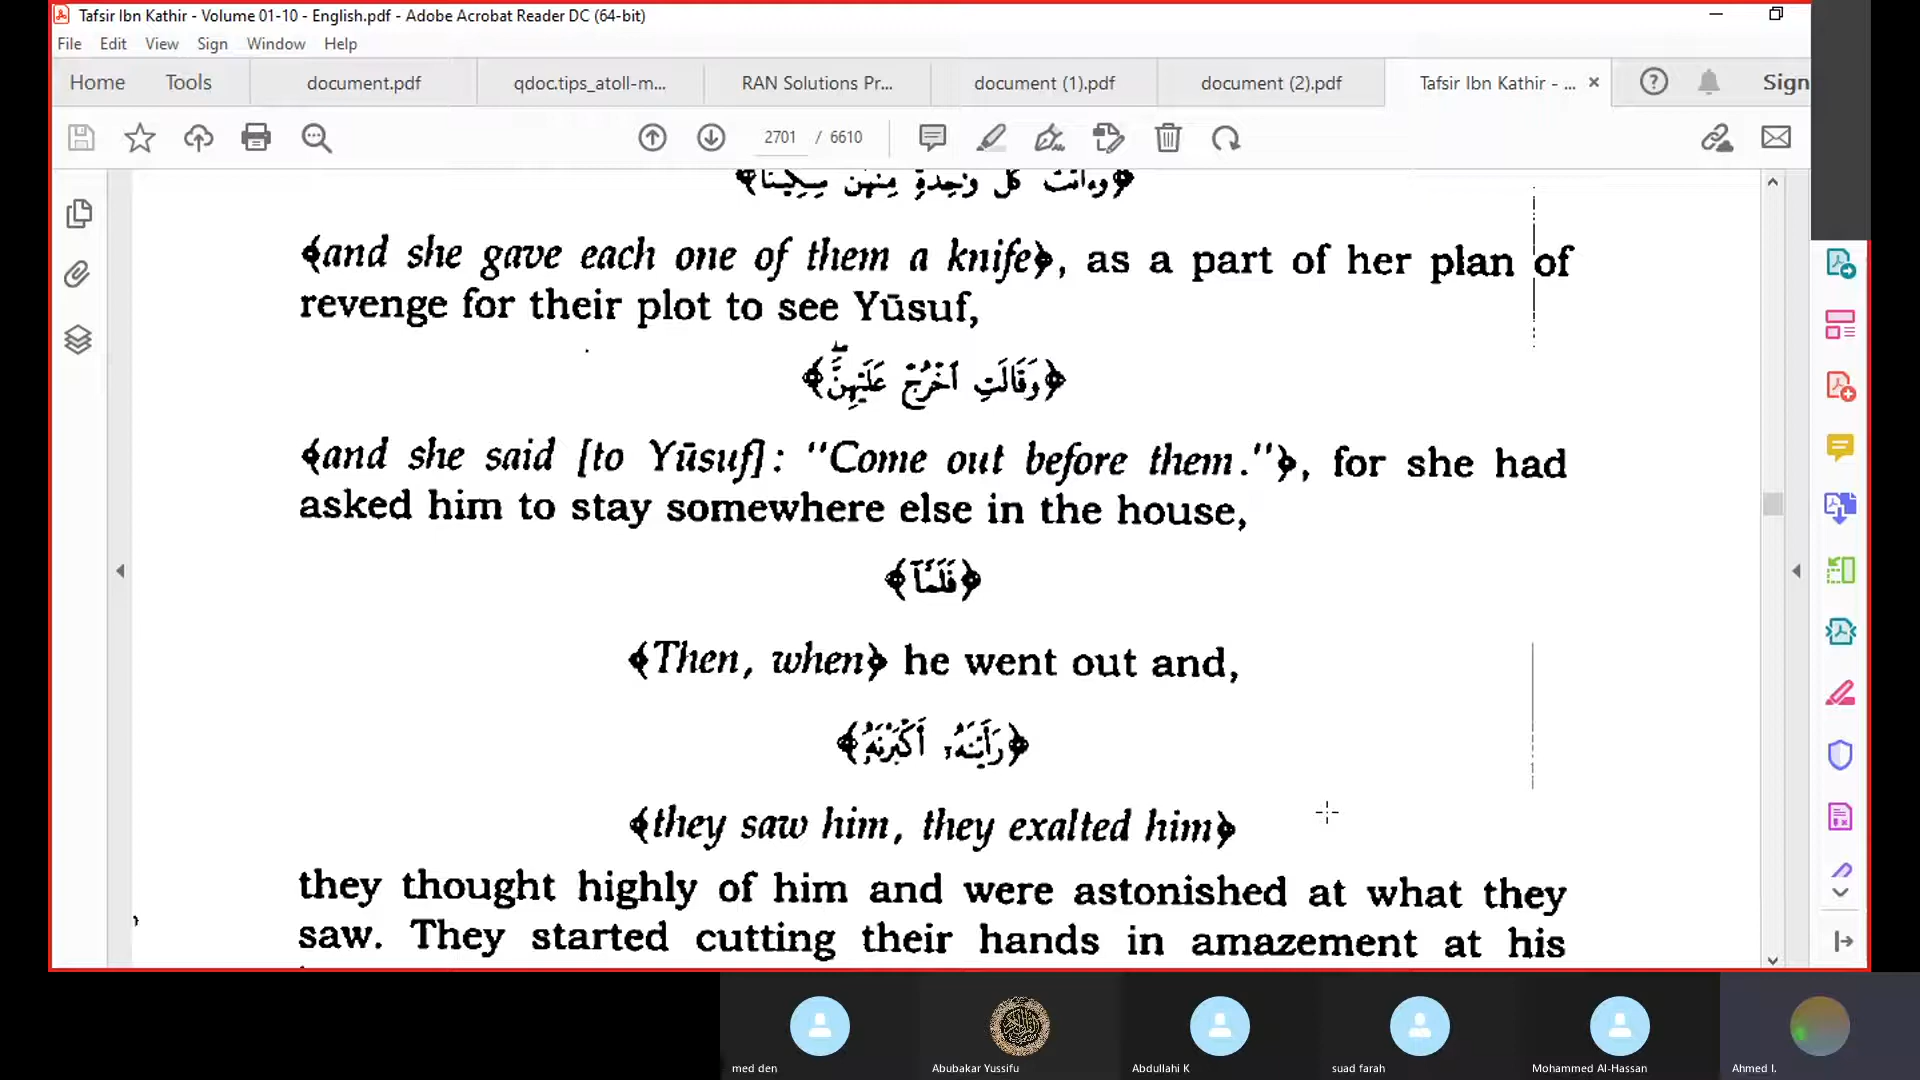 Tafsir Ibn Kathir - Volume 01-10 - English.pdf - Adobe Acrobat Reader DC (64-bit)
File Edit View Sign Window Help
Home Tools document.pdf qdoc.tips_atoll-m... RAN Solutions Pr... document (1).pdf document (2).pdf Tafsir Ibn Kathir - ... × Sign
2701 / 6610
﴿وَءَاتَتْ كُلَّ وَٰحِدَةٍ مِّنْهُنَّ سِكِّينًا﴾
﴾and she gave each one of them a knife﴿, as a part of her plan of
revenge for their plot to see Yūsuf,
﴿وَقَالَتِ ٱخْرُجْ عَلَيْهِنَّۖ﴾
﴾and she said [to Yūsuf]: "Come out before them."﴿, for she had
asked him to stay somewhere else in the house,
﴿فَلَمَّا﴾
﴾Then, when﴿ he went out and,
﴿رَأَيْنَهُۥٓ أَكْبَرْنَهُۥ﴾
﴾they saw him, they exalted him﴿
they thought highly of him and were astonished at what they
saw. They started cutting their hands in amazement at his
med den Abubakar Yussifu Abdullahi K suad farah Mohammed Al-Hassan Ahmed I.